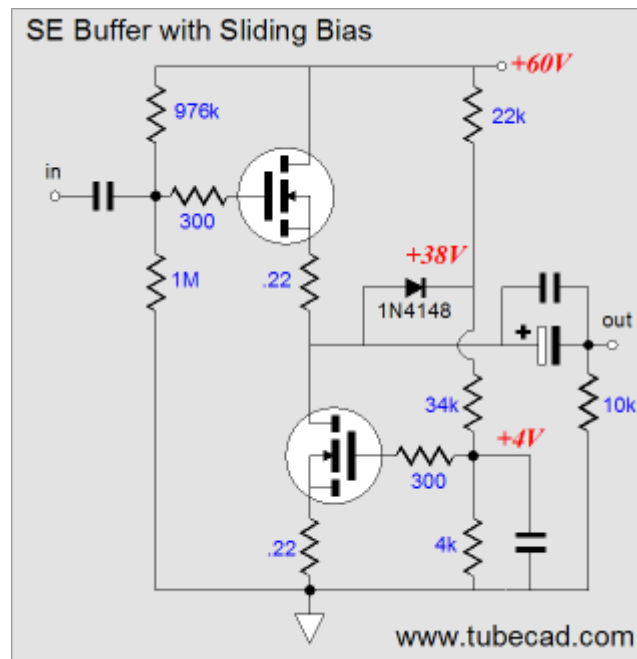 SE Buffer with Sliding Bias
+60V
976k
22k
in
300
+38V
1M
.22
1N4148
+
out
34k
10k
+4V
300
.22
4k
www.tubecad.com